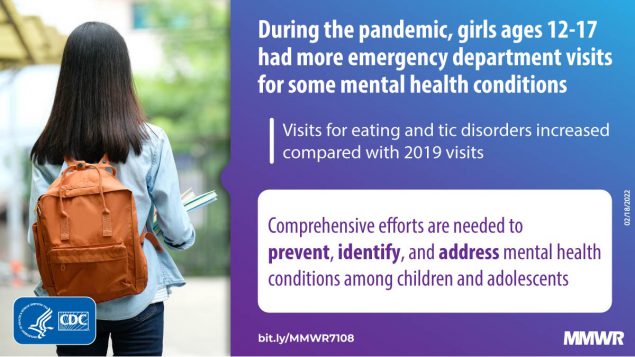 During the pandemic, girls ages 12-17
had more emergency department visits
for some mental health conditions
Visits for eating and tic disorders increased
compared with 2019 visits
Comprehensive efforts are needed to
prevent, identify, and address mental health
conditions among children and adolescents
02/18/2022
CDC
bit.ly/MMWR7108
MMWR